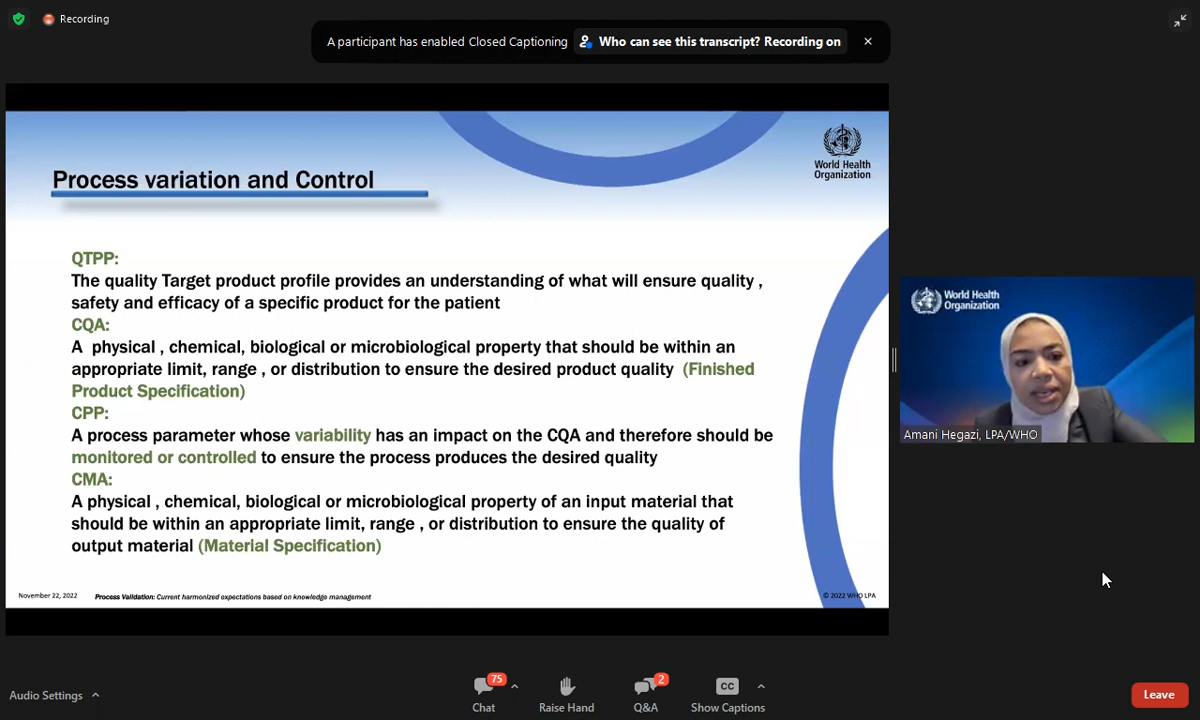 Recording
A participant has enabled Closed Captioning Who can see this transcript? Recording on
World Health
Organization
Process variation and Control
QTPP:
The quality Target product profile provides an understanding of what will ensure quality ,
safety and efficacy of a specific product for the patient
CQA:
A physical , chemical, biological or microbiological property that should be within an
appropriate limit, range , or distribution to ensure the desired product quality (Finished
Product Specification)
CPP:
A process parameter whose variability has an impact on the CQA and therefore should be
monitored or controlled to ensure the process produces the desired quality
CMA:
A physical , chemical, biological or microbiological property of an input material that
should be within an appropriate limit, range , or distribution to ensure the quality of
output material (Material Specification)
November 22, 2022 Process Validation: Current harmonized expectations based on knowledge management © 2022 WHO LPA
World Health
Organization
Amani Hegazi, LPA/WHO
Audio Settings
75
Chat
Raise Hand
2
Q&A
CC
Show Captions
Leave